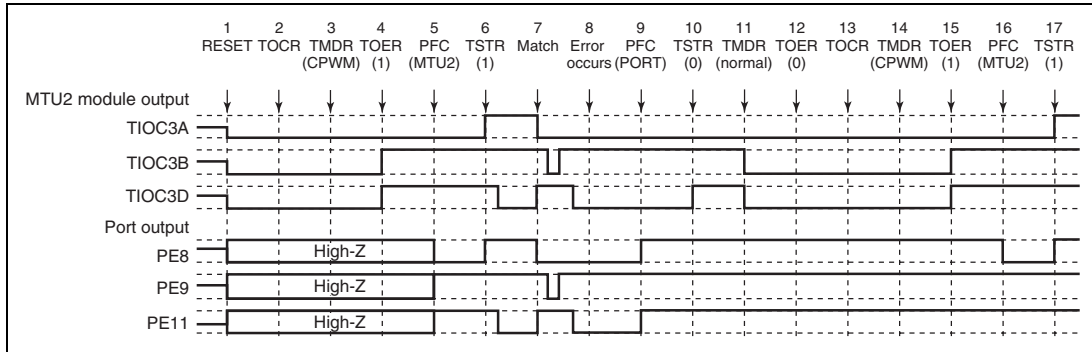 1 2 3 4 5 6 7 8 9 10 11 12 13 14 15 16 17
RESET TOCR TMDR TOER PFC TSTR Match Error PFC TSTR TMDR TOER TOCR TMDR TOER PFC TSTR
(CPWM) (1) (MTU2) (1) occurs (PORT) (0) (normal) (0) (CPWM) (1) (MTU2) (1)
MTU2 module output
TIOC3A
TIOC3B
TIOC3D
Port output
PE8 High-Z
PE9 High-Z
PE11 High-Z